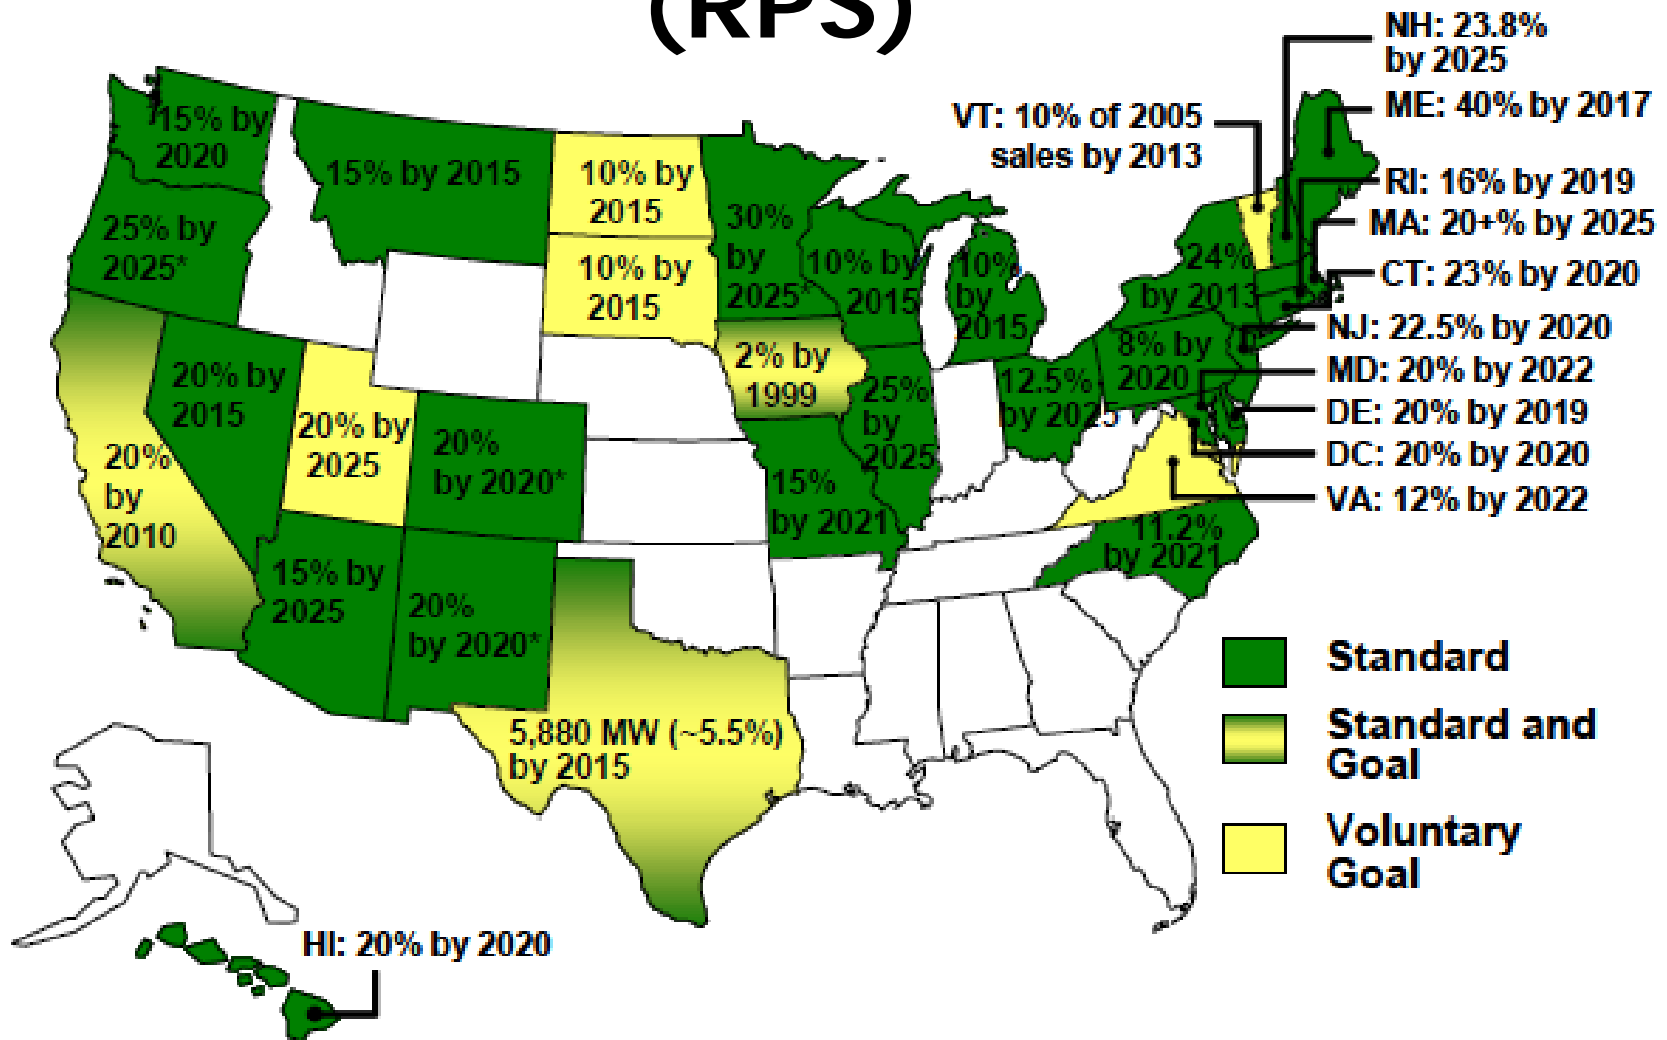 (RPS)
NH: 23.8%
by 2025
ME: 40% by 2017
VT: 10% of 2005
sales by 2013
RI: 16% by 2019
MA: 20+% by 2025
CT: 23% by 2020
NJ: 22.5% by 2020
MD: 20% by 2022
DE: 20% by 2019
DC: 20% by 2020
VA: 12% by 2022
15% by
2020
25% by
2025*
15% by 2015
10% by
2015
10% by
2015
30%
by
2025*
10% by
2015
10%
by
2015
24%
by 2013
8% by
2020
12.5%
by 2025
2% by
1999
25%
by
2025
20% by
2015
20% by
2025
20%
by 2020*
20%
by
2010
15%
by 2021
11.2%
by 2021
15% by
2025
20%
by 2020*
5,880 MW (~5.5%)
by 2015
Standard
Standard and
Goal
Voluntary
Goal
HI: 20% by 2020